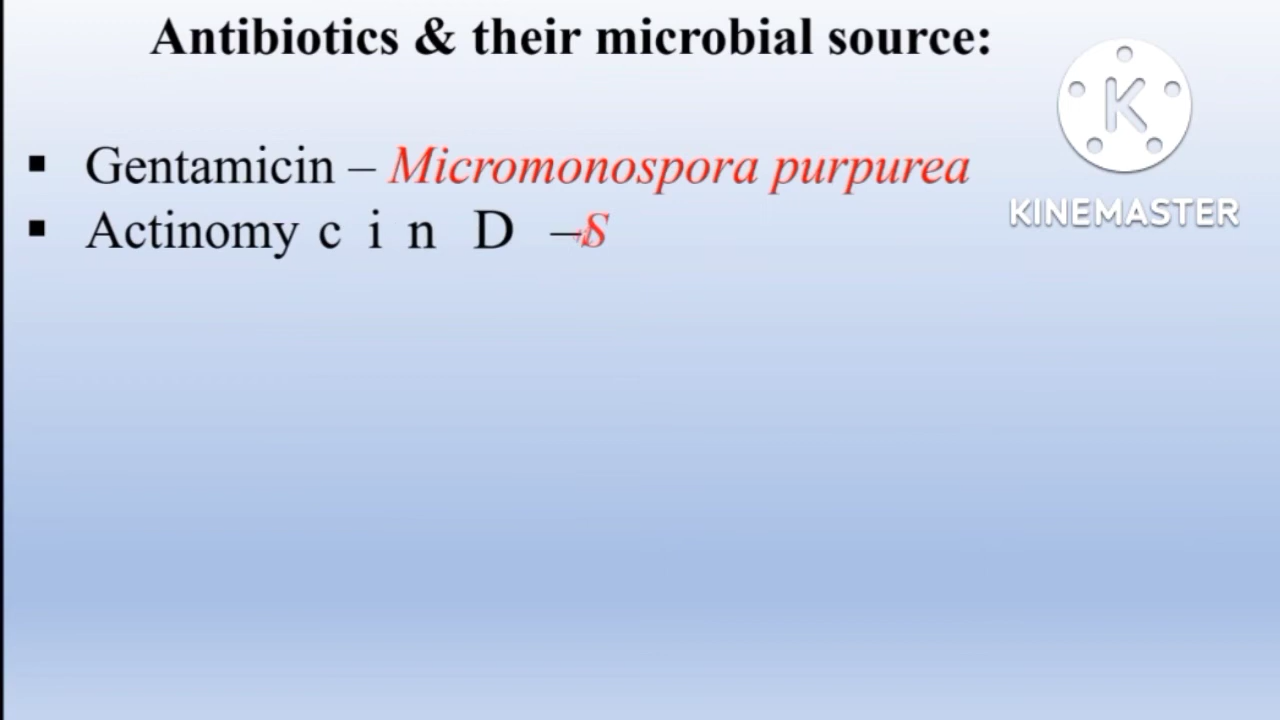 Antibiotics & their microbial source:
▪ Gentamicin – Micromonospora purpurea
▪ Actinomy c i n D –S
KINEMASTER